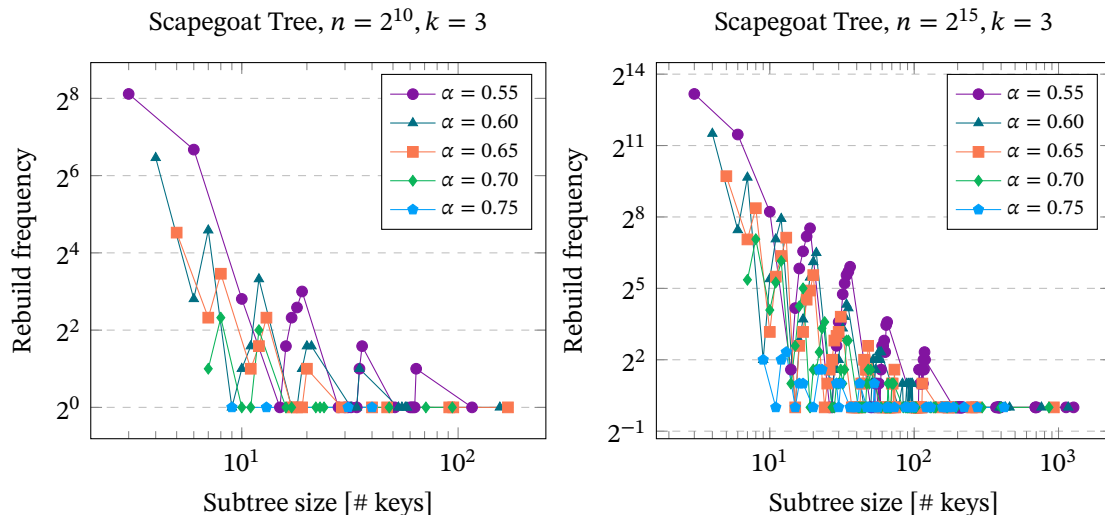 Scapegoat Tree, n = 2^10, k = 3
Rebuild frequency
2^8
2^6
2^4
2^2
2^0
10^1
10^2
Subtree size [# keys]
α = 0.55
α = 0.60
α = 0.65
α = 0.70
α = 0.75
Scapegoat Tree, n = 2^15, k = 3
Rebuild frequency
2^14
2^11
2^8
2^5
2^2
2^−1
10^1
10^2
10^3
Subtree size [# keys]
α = 0.55
α = 0.60
α = 0.65
α = 0.70
α = 0.75